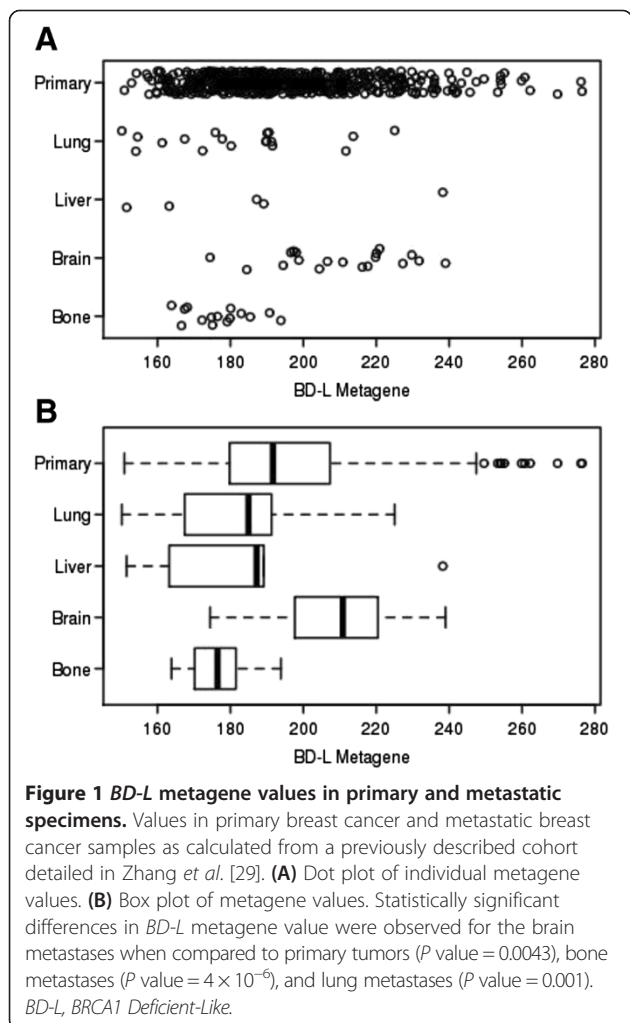 A
Primary
Lung
Liver
Brain
Bone
160 180 200 220 240 260 280
BD-L Metagene
B
Primary
Lung
Liver
Brain
Bone
160 180 200 220 240 260 280
BD-L Metagene
Figure 1 BD-L metagene values in primary and metastatic
specimens. Values in primary breast cancer and metastatic breast
cancer samples as calculated from a previously described cohort
detailed in Zhang et al. [29]. (A) Dot plot of individual metagene
values. (B) Box plot of metagene values. Statistically significant
differences in BD-L metagene value were observed for the brain
metastases when compared to primary tumors (P value = 0.0043), bone
metastases (P value = 4 × 10⁻⁶), and lung metastases (P value = 0.001).
BD-L, BRCA1 Deficient-Like.